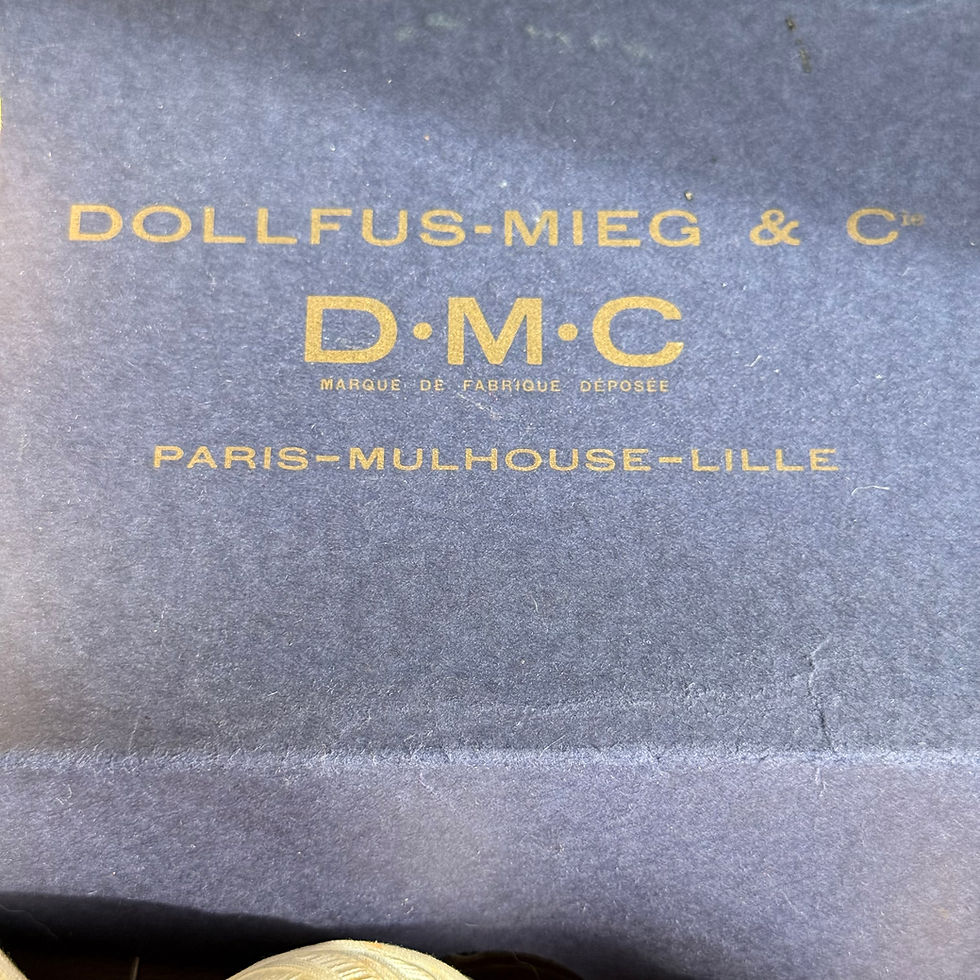 DOLLFUS-MIEG & Cie
D·M·C
MARQUE DE FABRIQUE DÉPOSÉE
PARIS-MULHOUSE-LILLE